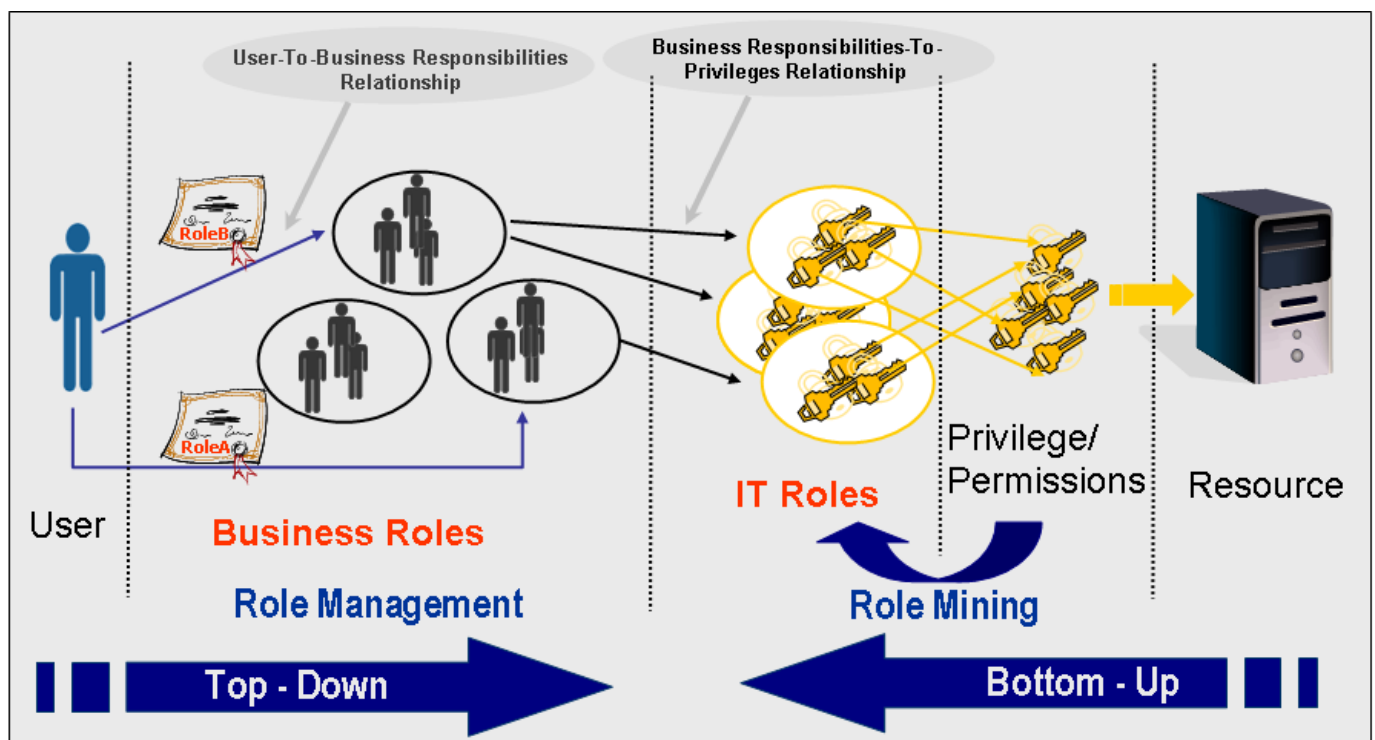 User-To-Business Responsibilities
Relationship
Business Responsibilities-To-
Privileges Relationship
RoleB
RoleA
User
Business Roles
IT Roles
Privilege/
Permissions
Resource
Role Management
Role Mining
Top - Down
Bottom - Up